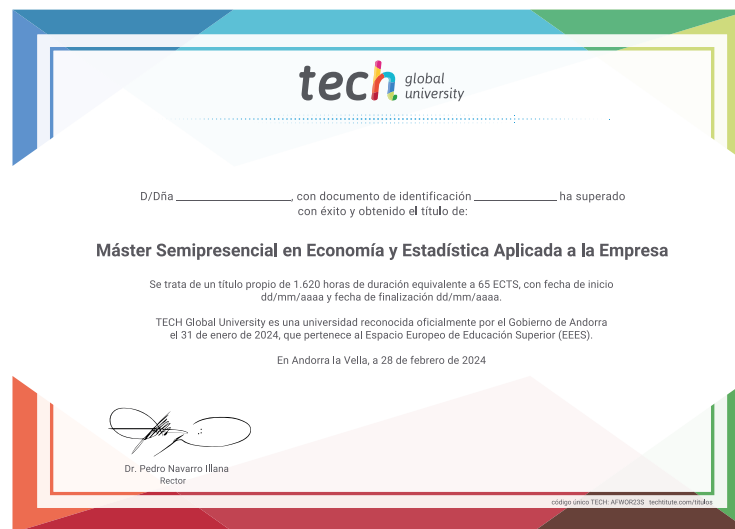 tech global
university
D/Dña ____________, con documento de identificación ____________ ha superado
con éxito y obtenido el título de:
Máster Semipresencial en Economía y Estadística Aplicada a la Empresa
Se trata de un título propio de 1.620 horas de duración equivalente a 65 ECTS, con fecha de inicio
dd/mm/aaaa y fecha de finalización dd/mm/aaaa.
TECH Global University es una universidad reconocida oficialmente por el Gobierno de Andorra
el 31 de enero de 2024, que pertenece al Espacio Europeo de Educación Superior (EEES).
En Andorra la Vella, a 28 de febrero de 2024
Dr. Pedro Navarro Illana
Rector
código único TECH: AFWOR23S techtitute.com/titulos